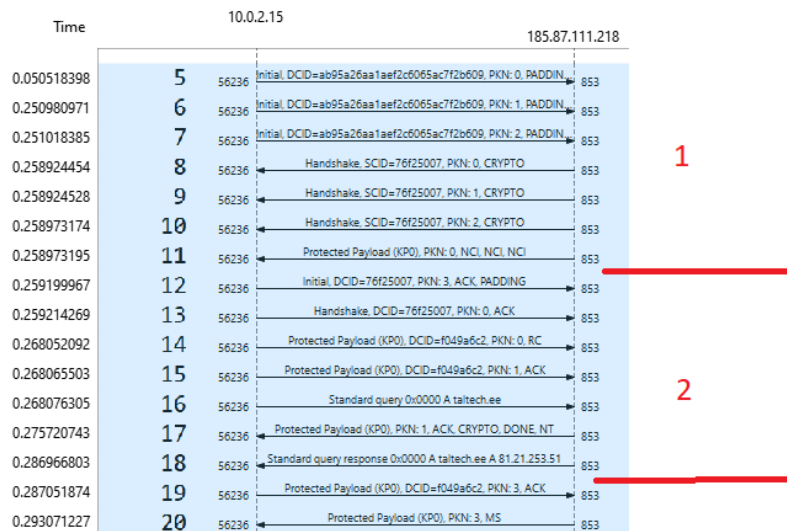 Time 10.0.2.15 185.87.111.218
0.050518398 5 56236 Initial, DCID=ab95a26aa1aef2c6065ac7f2b609, PKN: 0, PADDIN... 853
0.250980971 6 56236 Initial, DCID=ab95a26aa1aef2c6065ac7f2b609, PKN: 1, PADDIN... 853
0.251018385 7 56236 Initial, DCID=ab95a26aa1aef2c6065ac7f2b609, PKN: 2, PADDIN... 853
1
0.258924454 8 56236 Handshake, SCID=76f25007, PKN: 0, CRYPTO 853
0.258924528 9 56236 Handshake, SCID=76f25007, PKN: 1, CRYPTO 853
0.258973174 10 56236 Handshake, SCID=76f25007, PKN: 2, CRYPTO 853
0.258973195 11 56236 Protected Payload (KP0), PKN: 0, NCI, NCI, NCI 853
0.259199967 12 56236 Initial, DCID=76f25007, PKN: 3, ACK, PADDING 853
0.259214269 13 56236 Handshake, DCID=76f25007, PKN: 0, ACK 853
0.268052092 14 56236 Protected Payload (KP0), DCID=f049a6c2, PKN: 0, RC 853
0.268065503 15 56236 Protected Payload (KP0), DCID=f049a6c2, PKN: 1, ACK 853
2
0.268076305 16 56236 Standard query 0x0000 A taltech.ee 853
0.275720743 17 56236 Protected Payload (KP0), PKN: 1, ACK, CRYPTO, DONE, NT 853
0.286966803 18 56236 Standard query response 0x0000 A taltech.ee A 81.21.253.51 853
0.287051874 19 56236 Protected Payload (KP0), DCID=f049a6c2, PKN: 3, ACK 853
0.293071227 20 56236 Protected Payload (KP0), PKN: 3, MS 853